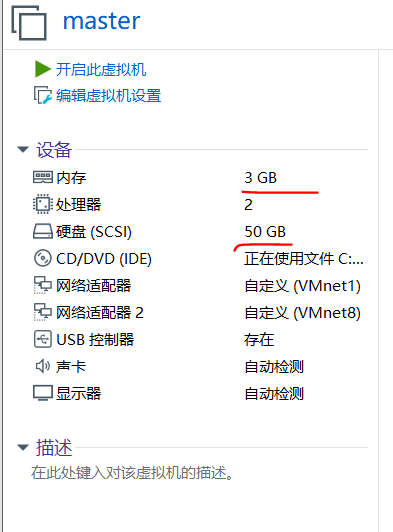 master
开启此虚拟机
编辑虚拟机设置
设备
内存 3 GB
处理器 2
硬盘 (SCSI) 50 GB
CD/DVD (IDE) 正在使用文件 C:...
网络适配器 自定义 (VMnet1)
网络适配器 2 自定义 (VMnet8)
USB 控制器 存在
声卡 自动检测
显示器 自动检测
描述
在此处键入对该虚拟机的描述。